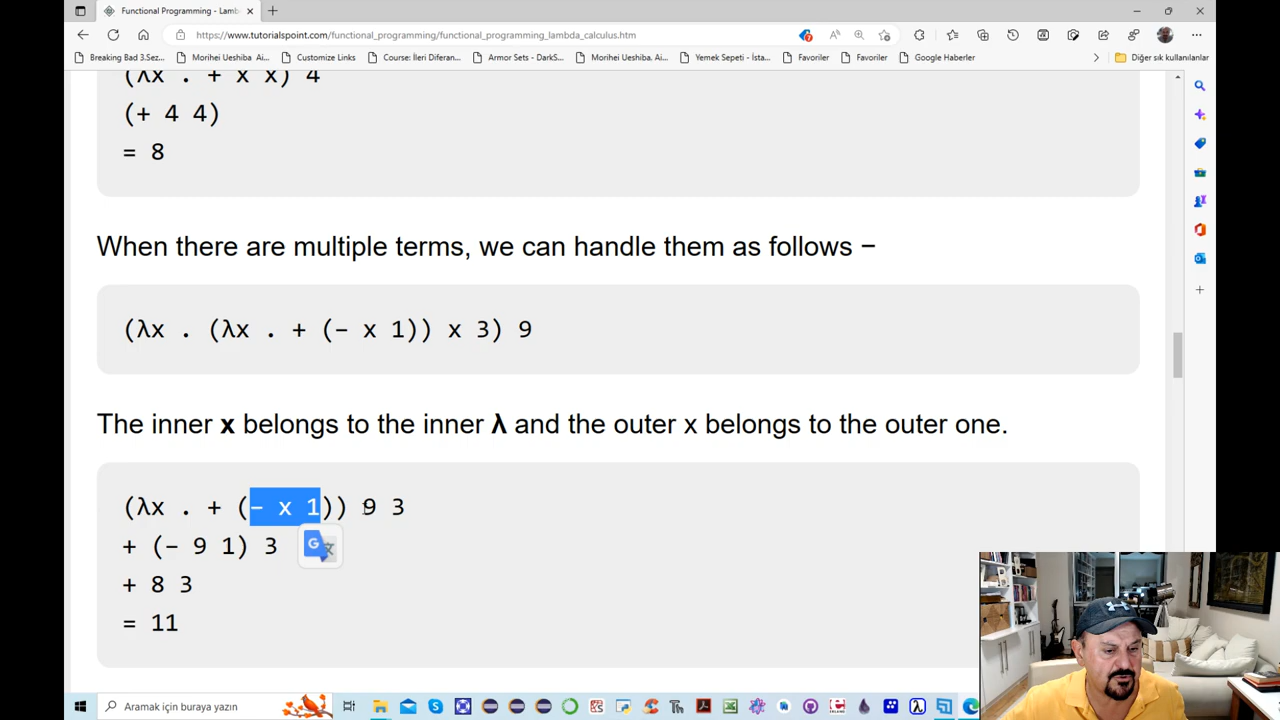 Functional Programming - Lamb
https://www.tutorialspoint.com/functional_programming/functional_programming_lambda_calculus.htm
Breaking Bad 3.Sez... Morihei Ueshiba Ai... Customize Links Course: İleri Diferan... Armor Sets - DarkS... Morihei Ueshiba. Ai... Yemek Sepeti - İsta... Favoriler Favoriler Google Haberler Diğer sık kullanılanlar
(λx . + x x) 4
(+ 4 4)
= 8
When there are multiple terms, we can handle them as follows −
(λx . (λx . + (− x 1)) x 3) 9
The inner x belongs to the inner λ and the outer x belongs to the outer one.
(λx . + (− x 1)) 9 3
+ (− 9 1) 3
+ 8 3
= 11
Aramak için buraya yazın